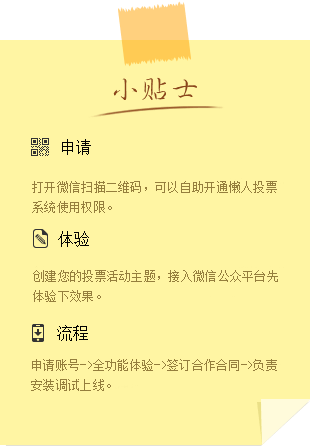 小贴士
申请
打开微信扫描二维码，可以自助开通懒人投票
系统使用权限。
体验
创建您的投票活动主题，接入微信公众平台先
体验下效果。
流程
申请账号->全功能体验->签订合作合同->负责
安装调试上线。